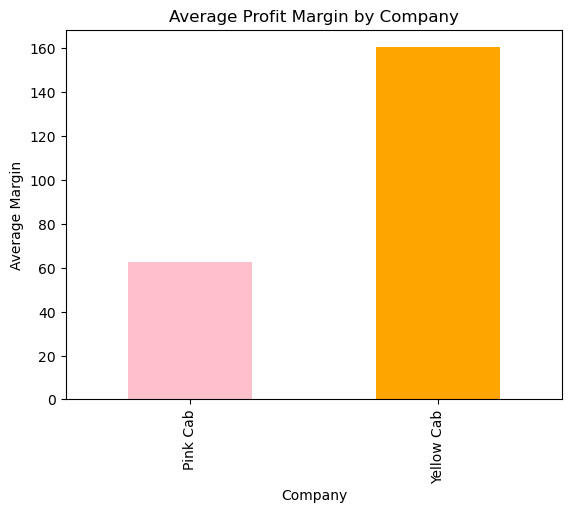 Average Profit Margin by Company
Average Margin
160
140
120
100
80
60
40
20
0
Pink Cab
Yellow Cab
Company